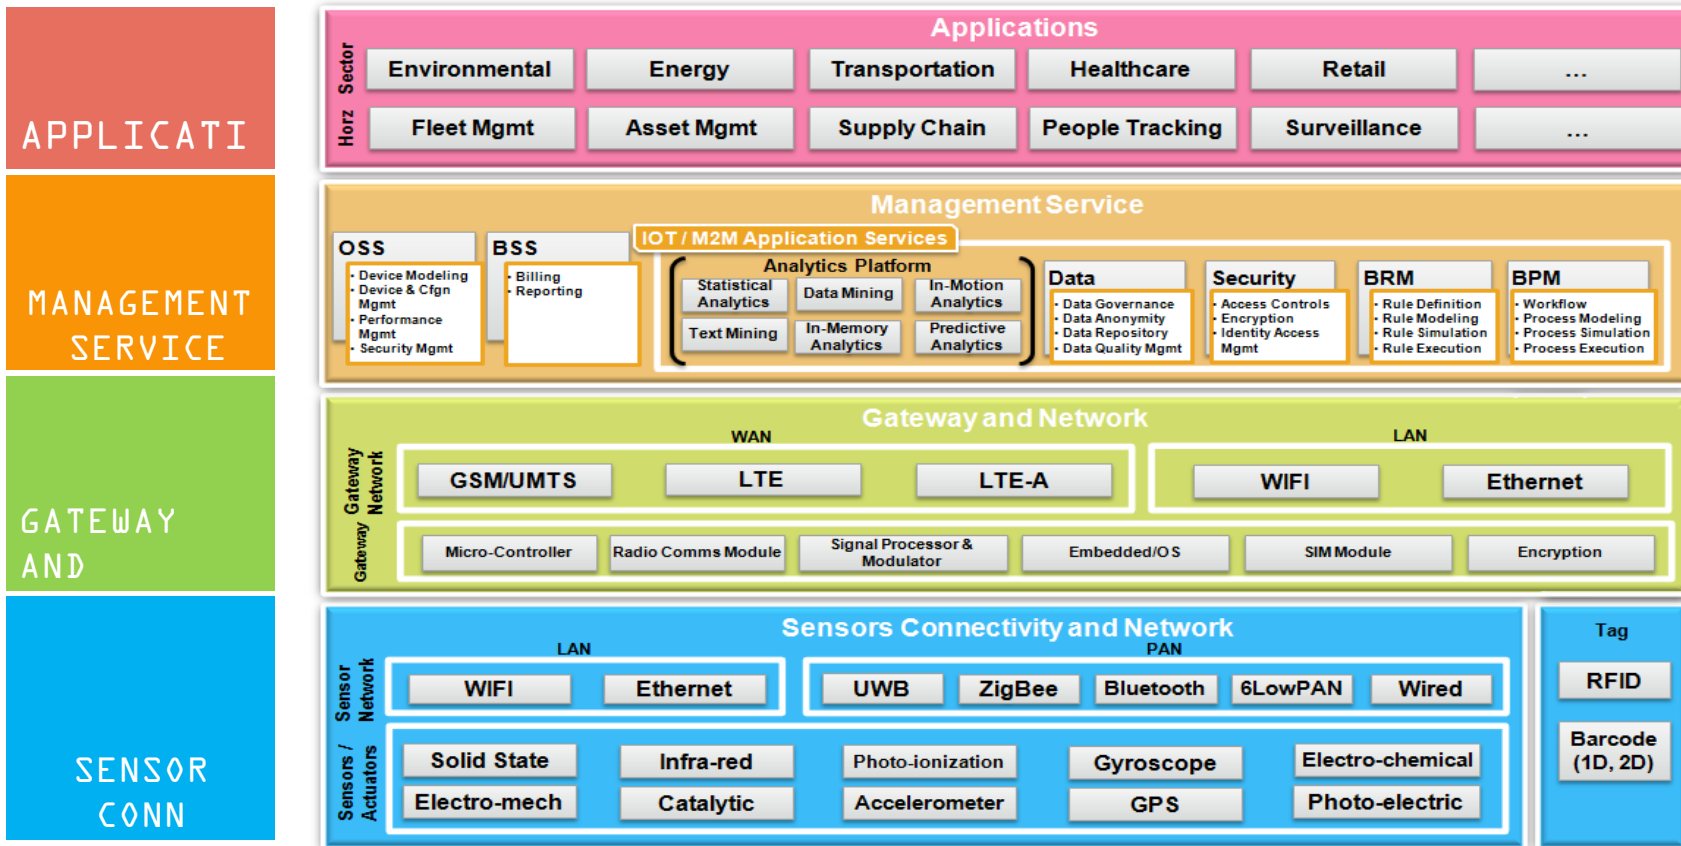 APPLICATI
MANAGEMENT
SERVICE
GATEWAY
AND
SENSOR
CONN
Applications
Sector
Environmental
Energy
Transportation
Healthcare
Retail
...
Horz
Fleet Mgmt
Asset Mgmt
Supply Chain
People Tracking
Surveillance
...
Management Service
OSS
• Device Modeling
• Device & Cfgn
Mgmt
• Performance
Mgmt
• Security Mgmt
BSS
• Billing
• Reporting
IOT / M2M Application Services
Analytics Platform
Statistical
Analytics
Data Mining
In-Motion
Analytics
Text Mining
In-Memory
Analytics
Predictive
Analytics
Data
• Data Governance
• Data Anonymity
• Data Repository
• Data Quality Mgmt
Security
• Access Controls
• Encryption
• Identity Access
Mgmt
BRM
• Rule Definition
• Rule Modeling
• Rule Simulation
• Rule Execution
BPM
• Workflow
• Process Modeling
• Process Simulation
• Process Execution
Gateway and Network
Gateway
Network
WAN
GSM/UMTS
LTE
LTE-A
LAN
WIFI
Ethernet
Gateway
Micro-Controller
Radio Comms Module
Signal Processor &
Modulator
Embedded/OS
SIM Module
Encryption
Sensors Connectivity and Network
Sensor
Network
LAN
WIFI
Ethernet
PAN
UWB
ZigBee
Bluetooth
6LowPAN
Wired
Sensors /
Actuators
Solid State
Infra-red
Photo-ionization
Gyroscope
Electro-chemical
Electro-mech
Catalytic
Accelerometer
GPS
Photo-electric
Tag
RFID
Barcode
(1D, 2D)